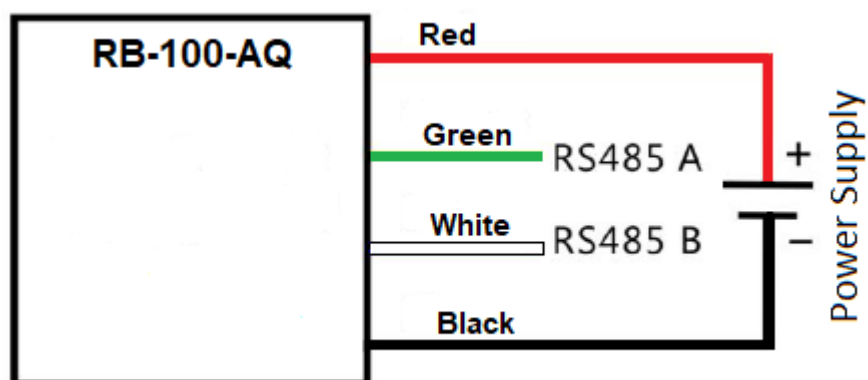 RB-100-AQ
Red
Green
RS485 A
White
RS485 B
Black
+
−
Power Supply